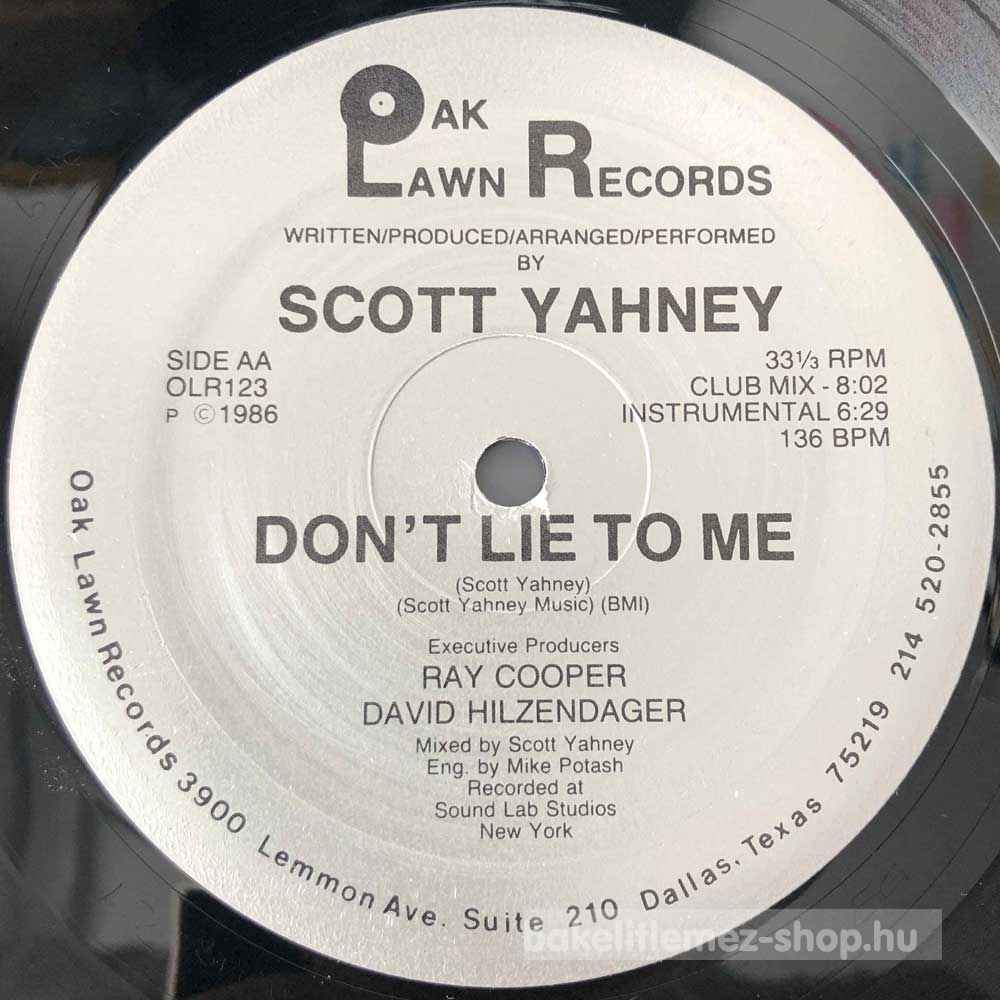 OAK
LAWN RECORDS
WRITTEN/PRODUCED/ARRANGED/PERFORMED
BY
SCOTT YAHNEY
SIDE AA
OLR123
P ©1986
33⅓ RPM
CLUB MIX - 8:02
INSTRUMENTAL 6:29
136 BPM
DON'T LIE TO ME
(Scott Yahney)
(Scott Yahney Music) (BMI)
Executive Producers
RAY COOPER
DAVID HILZENDAGER
Mixed by Scott Yahney
Eng. by Mike Potash
Recorded at
Sound Lab Studios
New York
Oak Lawn Records 3900 Lemmon Ave. Suite 210 Dallas, Texas 75219 214 520-2855
bakelitlemez-shop.hu